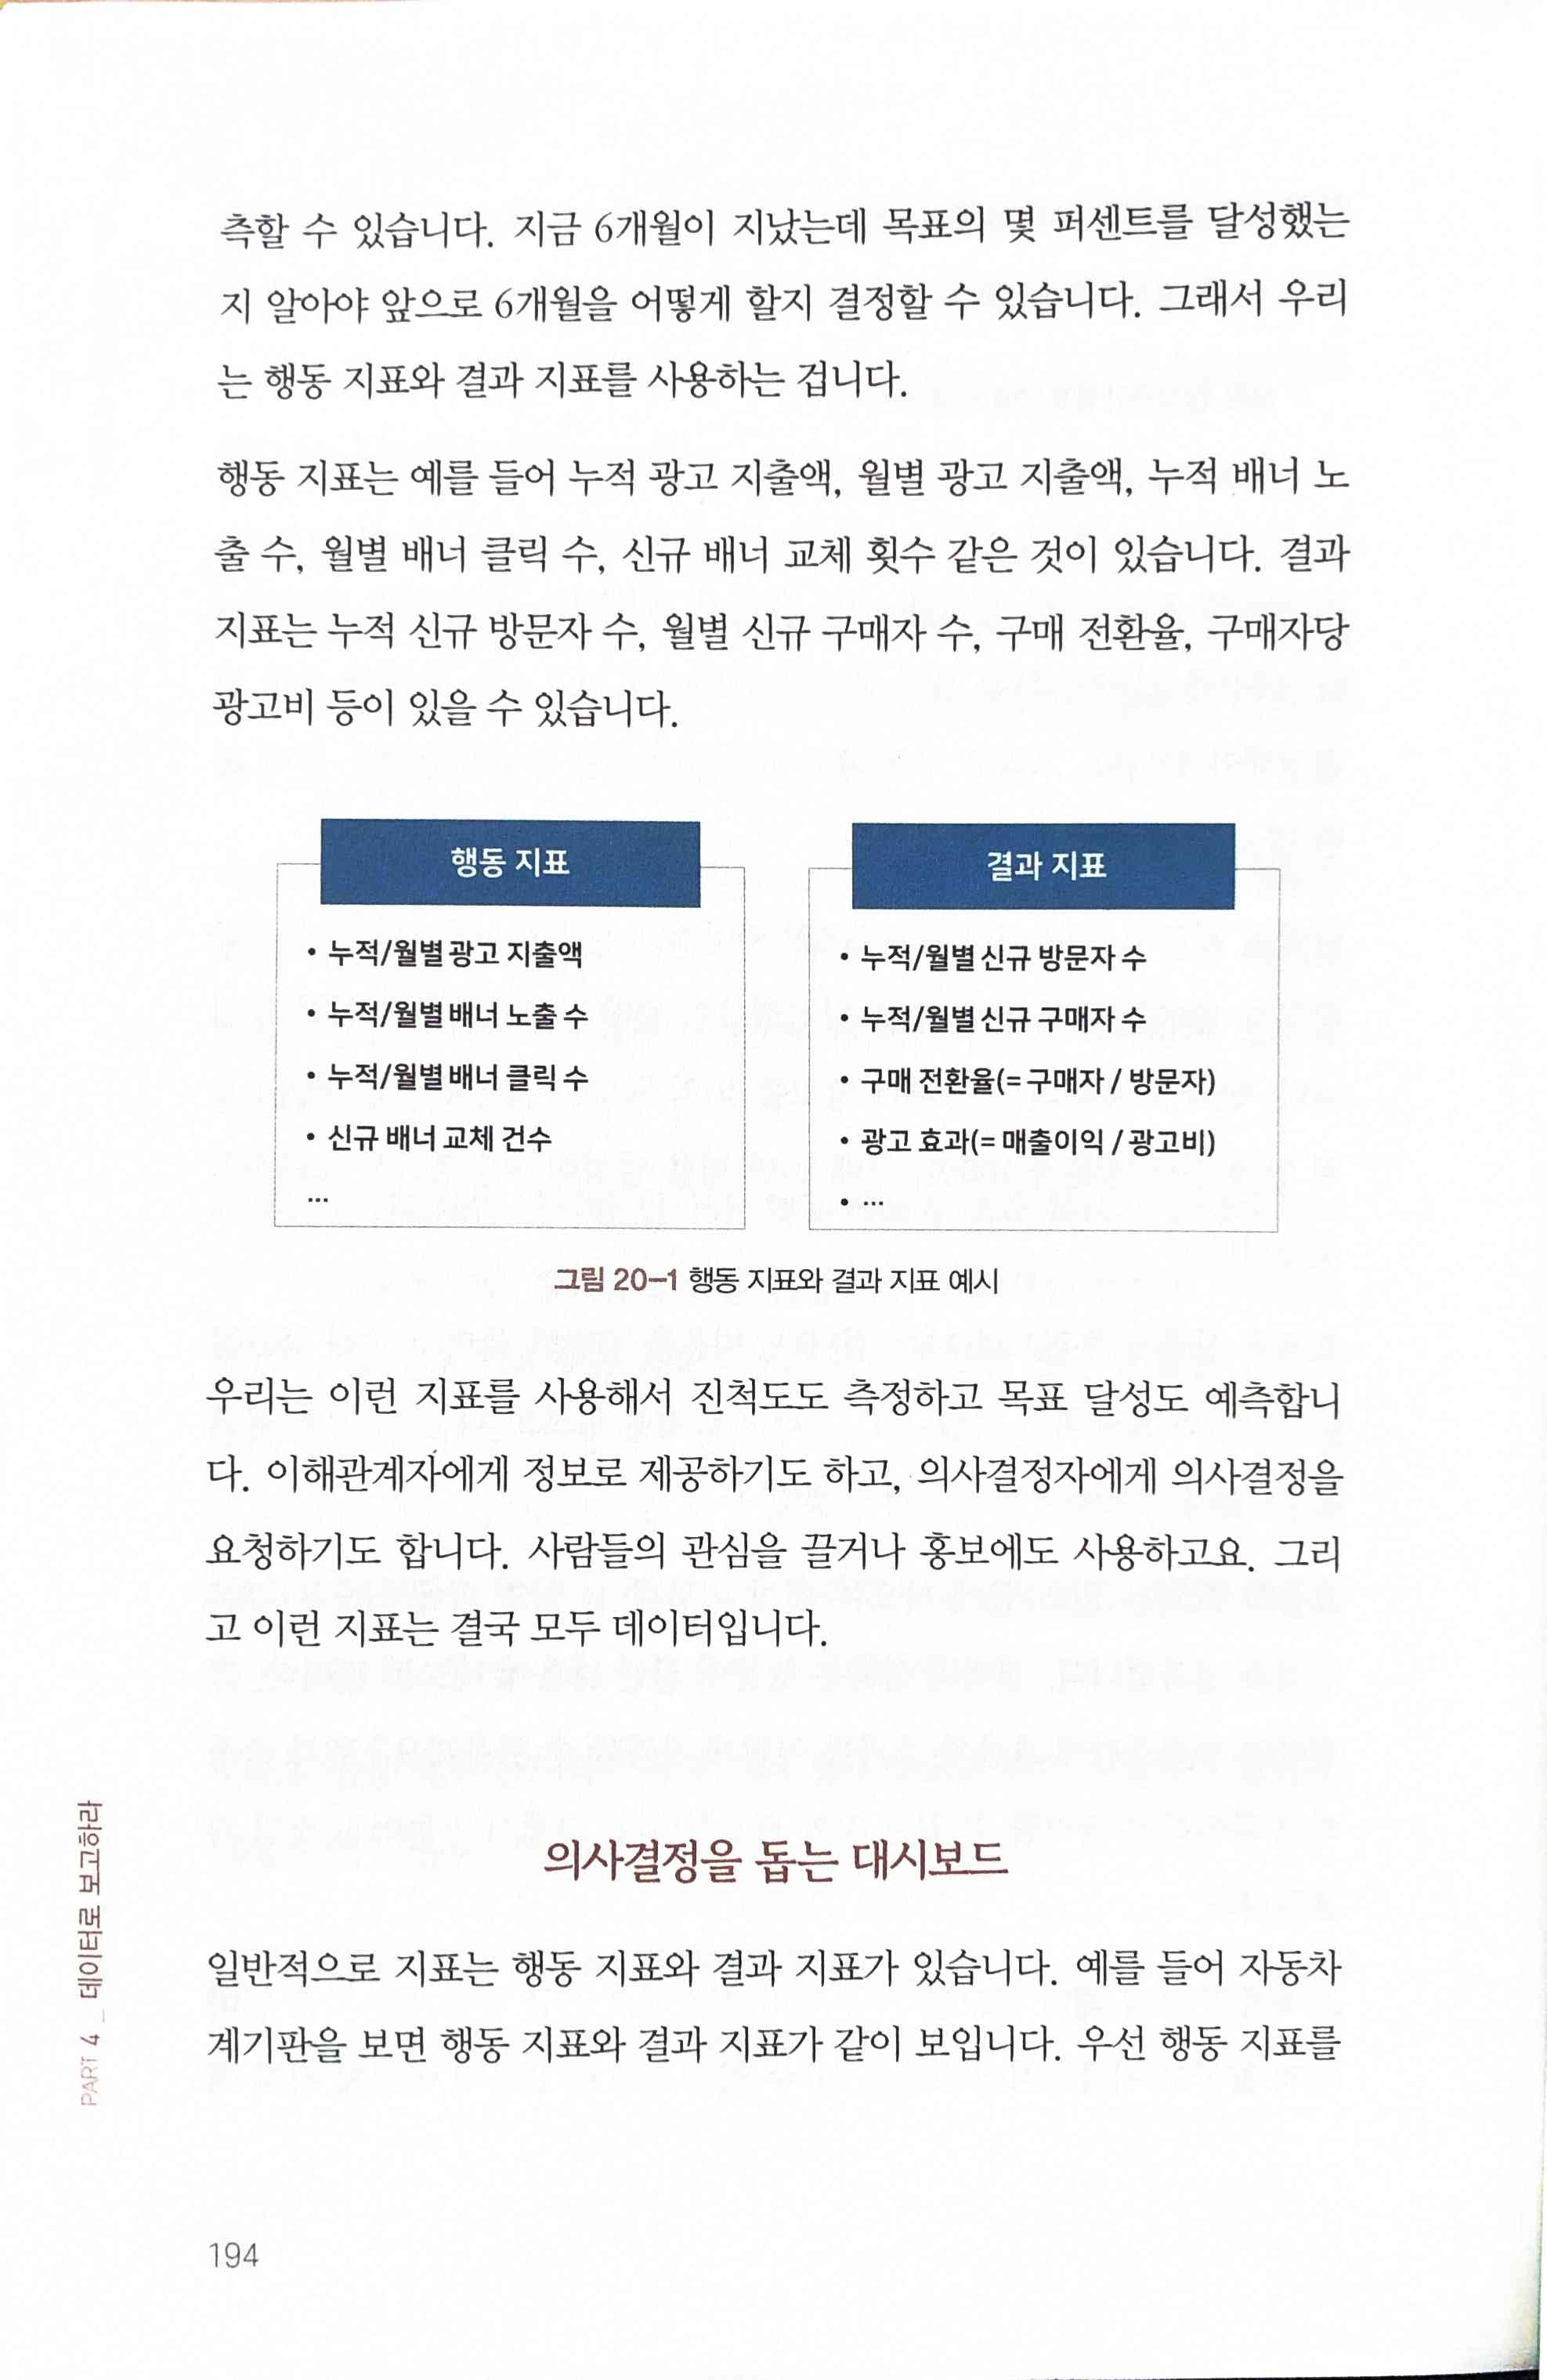 측할 수 있습니다. 지금 6개월이 지났는데 목표의 몇 퍼센트를 달성했는
지 알아야 앞으로 6개월을 어떻게 할지 결정할 수 있습니다. 그래서 우리
는 행동 지표와 결과 지표를 사용하는 겁니다.
행동 지표는 예를 들어 누적 광고 지출액, 월별 광고 지출액, 누적 배너 노
출 수, 월별 배너 클릭 수, 신규 배너 교체 횟수 같은 것이 있습니다. 결과
지표는 누적 신규 방문자 수, 월별 신규 구매자 수, 구매 전환율, 구매자당
광고비 등이 있을 수 있습니다.
행동 지표
• 누적/월별 광고 지출액
• 누적/월별 배너 노출 수
• 누적/월별 배너 클릭 수
• 신규 배너 교체 건수
...
결과 지표
• 누적/월별 신규 방문자 수
• 누적/월별 신규 구매자 수
• 구매 전환율(= 구매자 / 방문자)
• 광고 효과(= 매출이익 / 광고비)
• ...
그림 20-1 행동 지표와 결과 지표 예시
우리는 이런 지표를 사용해서 진척도도 측정하고 목표 달성도 예측합니
다. 이해관계자에게 정보로 제공하기도 하고, 의사결정자에게 의사결정을
요청하기도 합니다. 사람들의 관심을 끌거나 홍보에도 사용하고요. 그리
고 이런 지표는 결국 모두 데이터입니다.
의사결정을 돕는 대시보드
일반적으로 지표는 행동 지표와 결과 지표가 있습니다. 예를 들어 자동차
계기판을 보면 행동 지표와 결과 지표가 같이 보입니다. 우선 행동 지표를
PART 4 _ 데이터로 보고하라
194